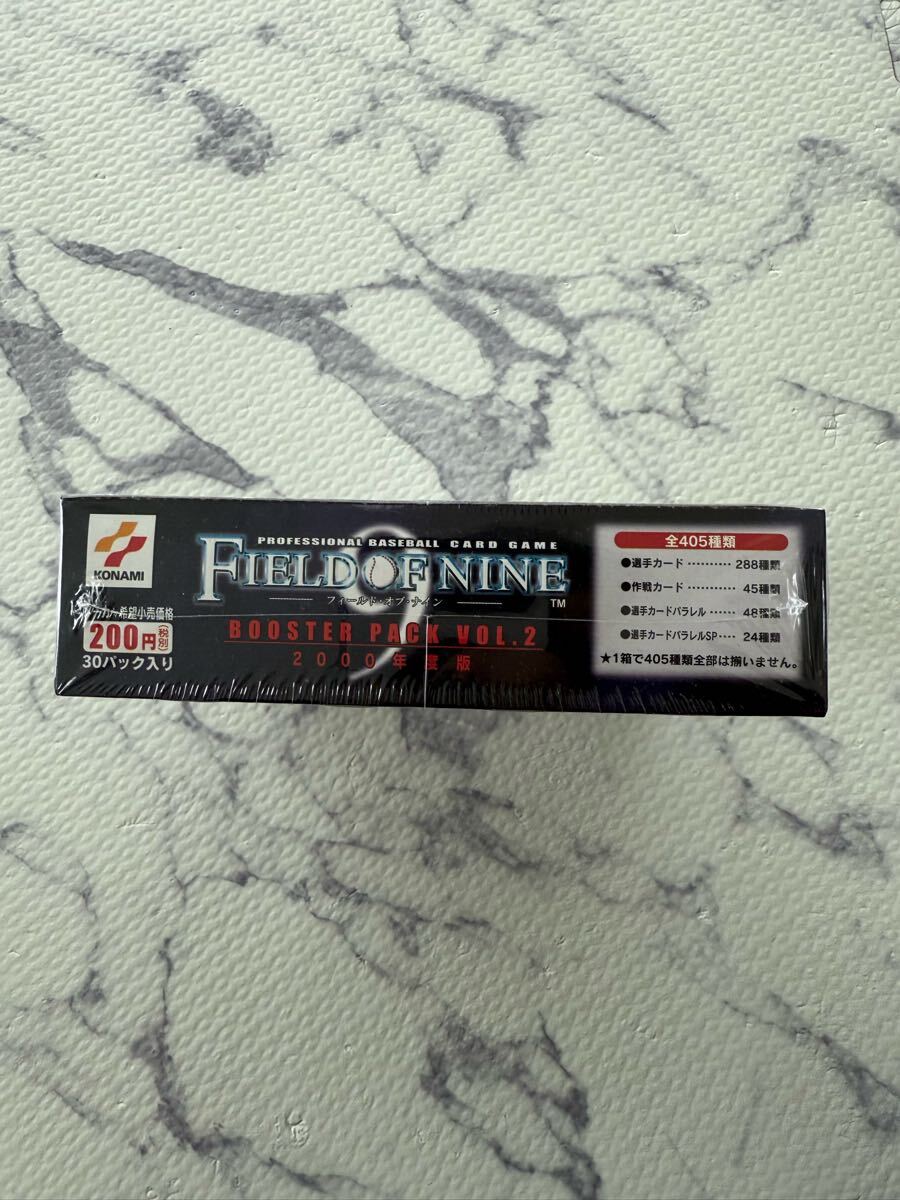 KONAMI
メーカー希望小売価格
200円(税別)
30パック入り
PROFESSIONAL BASEBALL CARD GAME
FIELD OF NINE
フィールド・オブ・ナイン
TM
BOOSTER PACK VOL.2
2000年度版
全405種類
●選手カード ………… 288種類
●作戦カード ………… 45種類
●選手カードパラレル …… 48種類
●選手カードパラレルSP …… 24種類
★1箱で405種類全部は揃いません。